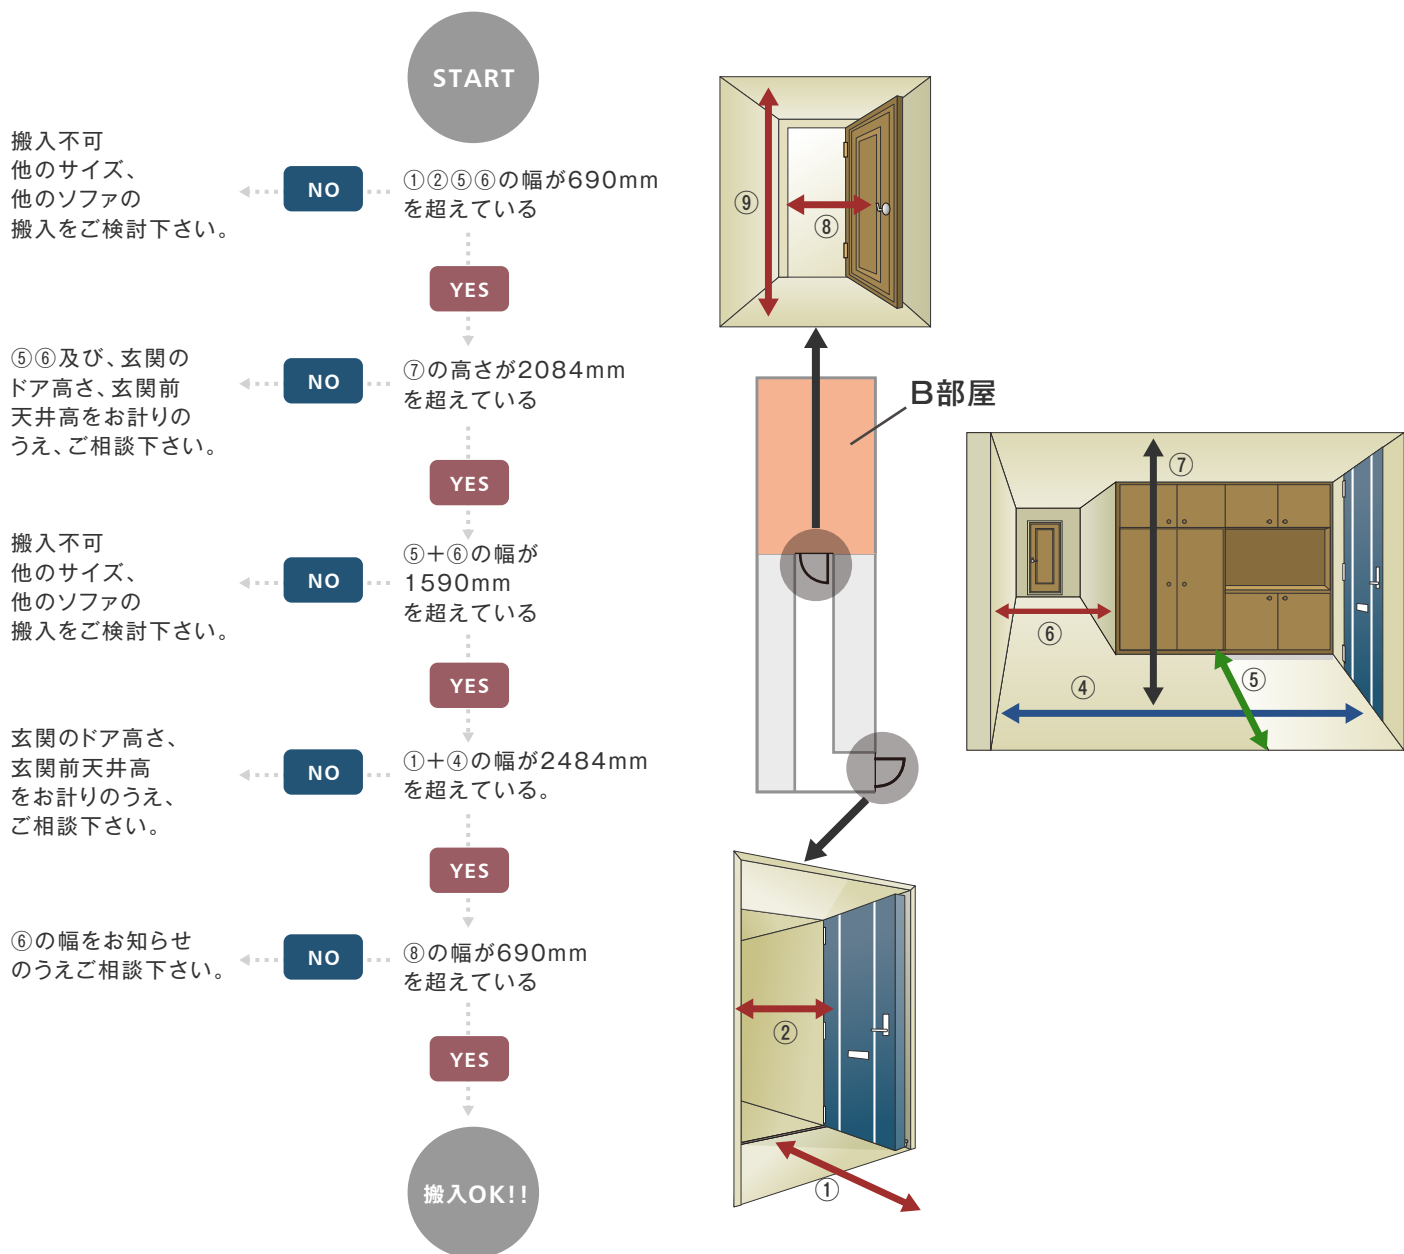 START
搬入不可
他のサイズ、
他のソファの
搬入をご検討下さい。
NO
①②⑤⑥の幅が690mm
を超えている
YES
⑤⑥及び、玄関の
ドア高さ、玄関前
天井高をお計りの
うえ、ご相談下さい。
NO
⑦の高さが2084mm
を超えている
YES
搬入不可
他のサイズ、
他のソファの
搬入をご検討下さい。
NO
⑤＋⑥の幅が
1590mm
を超えている
YES
玄関のドア高さ、
玄関前天井高
をお計りのうえ、
ご相談下さい。
NO
①＋④の幅が2484mm
を超えている。
YES
⑥の幅をお知らせ
のうえご相談下さい。
NO
⑧の幅が690mm
を超えている
YES
搬入OK!!
⑨
⑧
B部屋
⑦
⑥
④
⑤
②
①